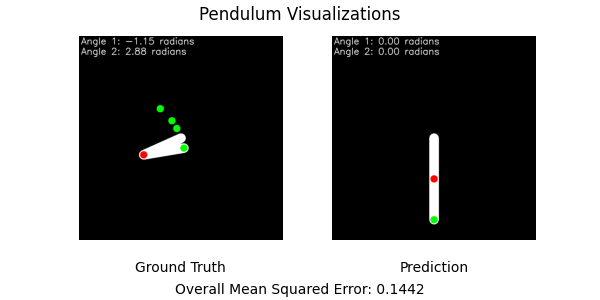 Pendulum Visualizations
Angle 1: -1.15 radians
Angle 2: 2.88 radians
Angle 1: 0.00 radians
Angle 2: 0.00 radians
Ground Truth
Prediction
Overall Mean Squared Error: 0.1442